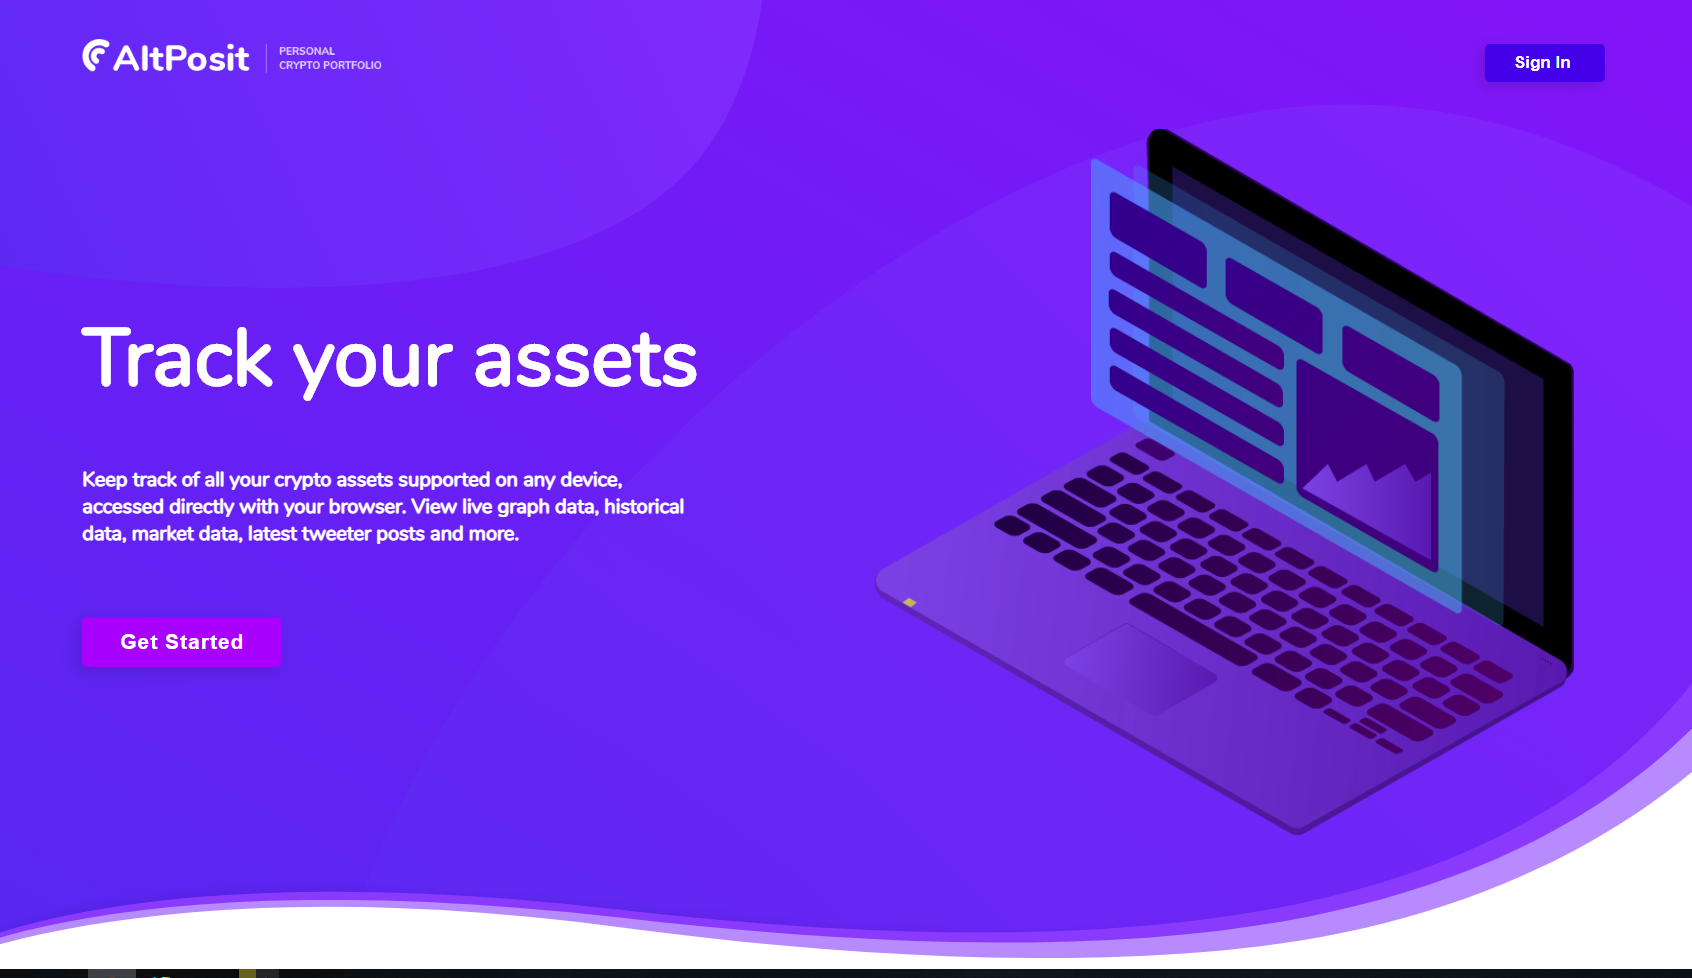 AltPosit
PERSONAL
CRYPTO PORTFOLIO
Sign In
Track your assets
Keep track of all your crypto assets supported on any device,
accessed directly with your browser. View live graph data, historical
data, market data, latest tweeter posts and more.
Get Started